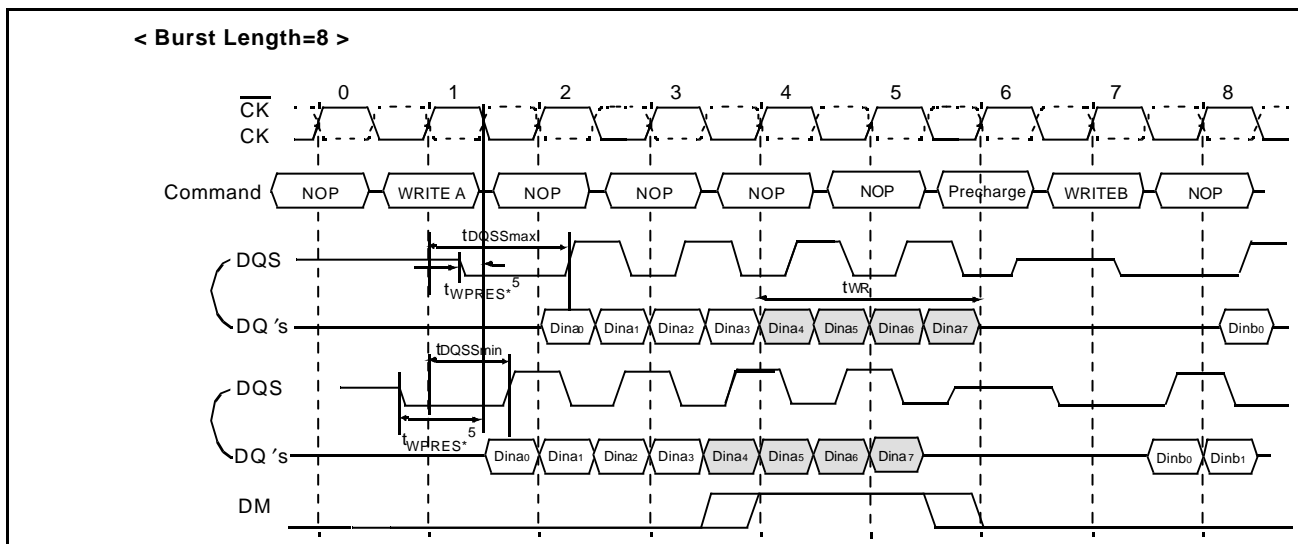 < Burst Length=8 >
0 1 2 3 4 5 6 7 8
CK
CK
Command NOP WRITE A NOP NOP NOP NOP Precharge WRITEB NOP
tDQSSmax
DQS
tWPRES*5
tWR
DQ's Dina0 Dina1 Dina2 Dina3 Dina4 Dina5 Dina6 Dina7 Dinb0
tDQSSmin
DQS
tWPRES*5
DQ's Dina0 Dina1 Dina2 Dina3 Dina4 Dina5 Dina6 Dina7 Dinb0 Dinb1
DM